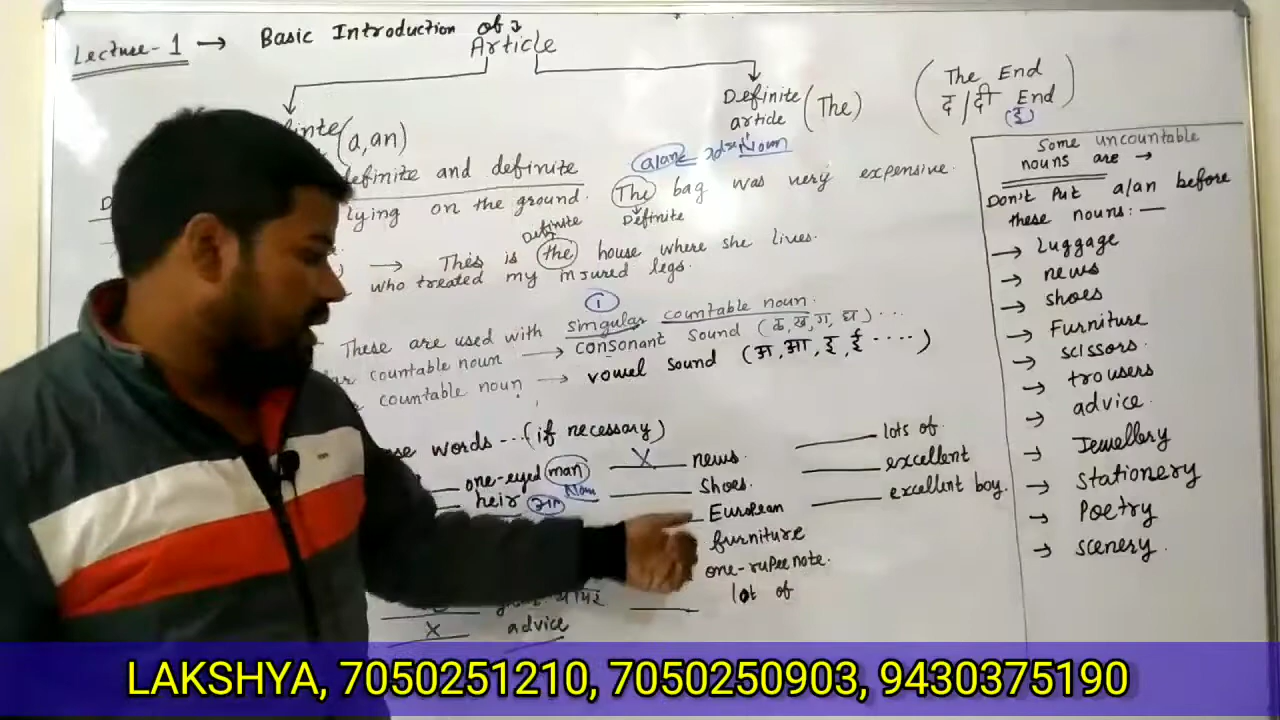 Lecture-1 → Basic Introduction of
Article
(a, an)
Definite
article (The)
(The End
द/दी End)
(ई)
efinite and definite
a/an Noun
lying on the ground. The bag was very expensive.
Definite
Definite
→ This is the house where she lives.
who treated my injured legs.
1
These are used with singular countable noun.
countable noun → consonant sound (क, ख, ग, घ)...
countable noun → vowel sound (अ, आ, इ, ई ....)
words ...(if necessary)
one-eyed man
heir Noun
X advice
X news.
shoes.
European
furniture
one-rupee note.
lot of
lots of
excellent
excellent boy.
Some uncountable
nouns are →
Don't Put a/an before
these nouns: —
→ Luggage
→ news
→ shoes
→ Furniture
→ scissors
→ trousers
→ advice.
→ Jewellery
→ Stationery
→ Poetry
→ scenery.
LAKSHYA, 7050251210, 7050250903, 9430375190